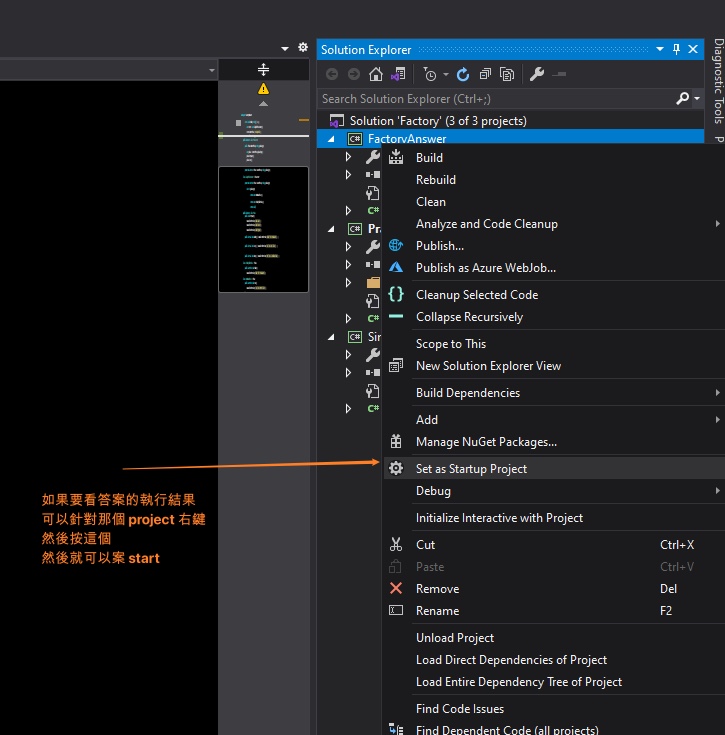 Solution Explorer
Search Solution Explorer (Ctrl+;)
Solution 'Factory' (3 of 3 projects)
C# FactoryAnswer
Build
Rebuild
Clean
C#
Analyze and Code Cleanup
C# Pra
Publish...
Publish as Azure WebJob...
Cleanup Selected Code
C#
Collapse Recursively
C# Sim
Scope to This
New Solution Explorer View
Build Dependencies
C#
Add
Manage NuGet Packages...
Set as Startup Project
Debug
Initialize Interactive with Project
Cut Ctrl+X
Paste Ctrl+V
Remove Del
Rename F2
Unload Project
Load Direct Dependencies of Project
Load Entire Dependency Tree of Project
Find Code Issues
Find Dependent Code (all projects)
如果要看答案的執行結果
可以針對那個 project 右鍵
然後按這個
然後就可以案 start
Diagnostic Tools
P